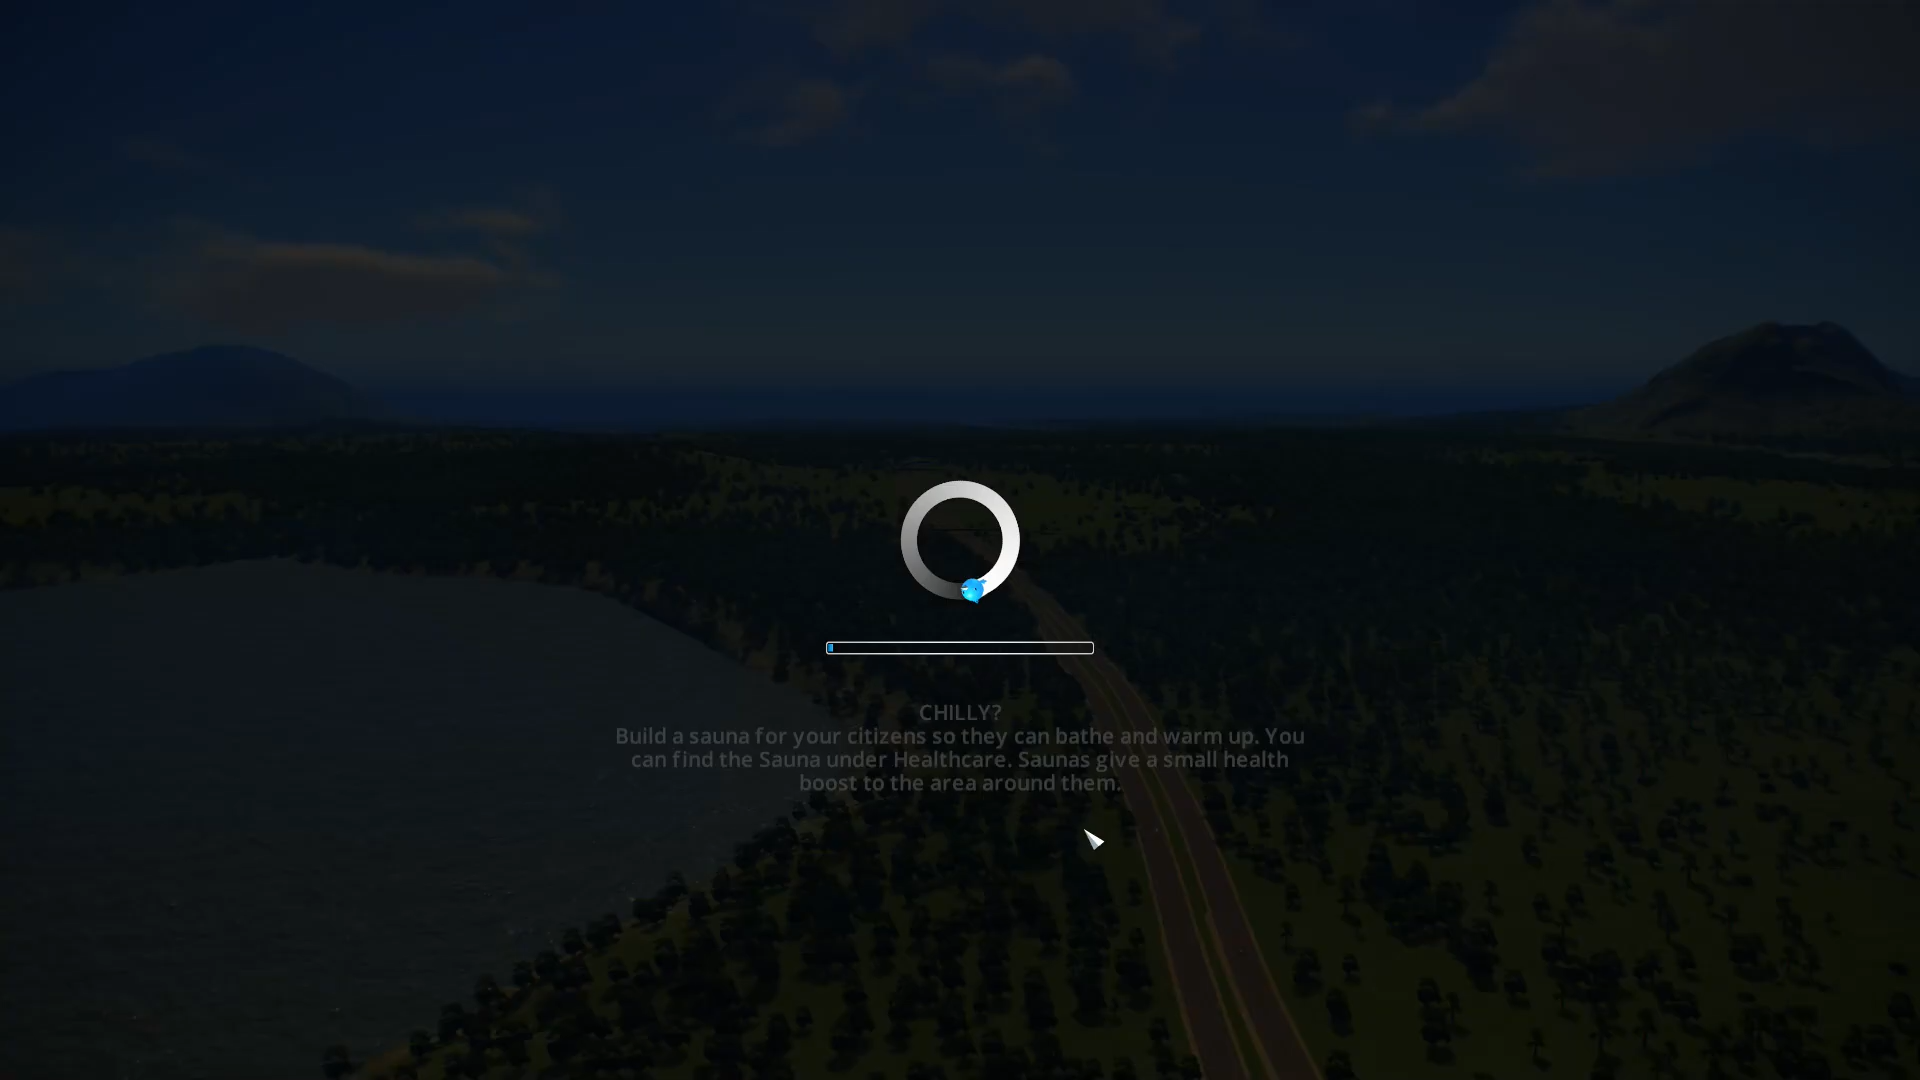 CHILLY?
Build a sauna for your citizens so they can bathe and warm up. You
can find the Sauna under Healthcare. Saunas give a small health
boost to the area around them.